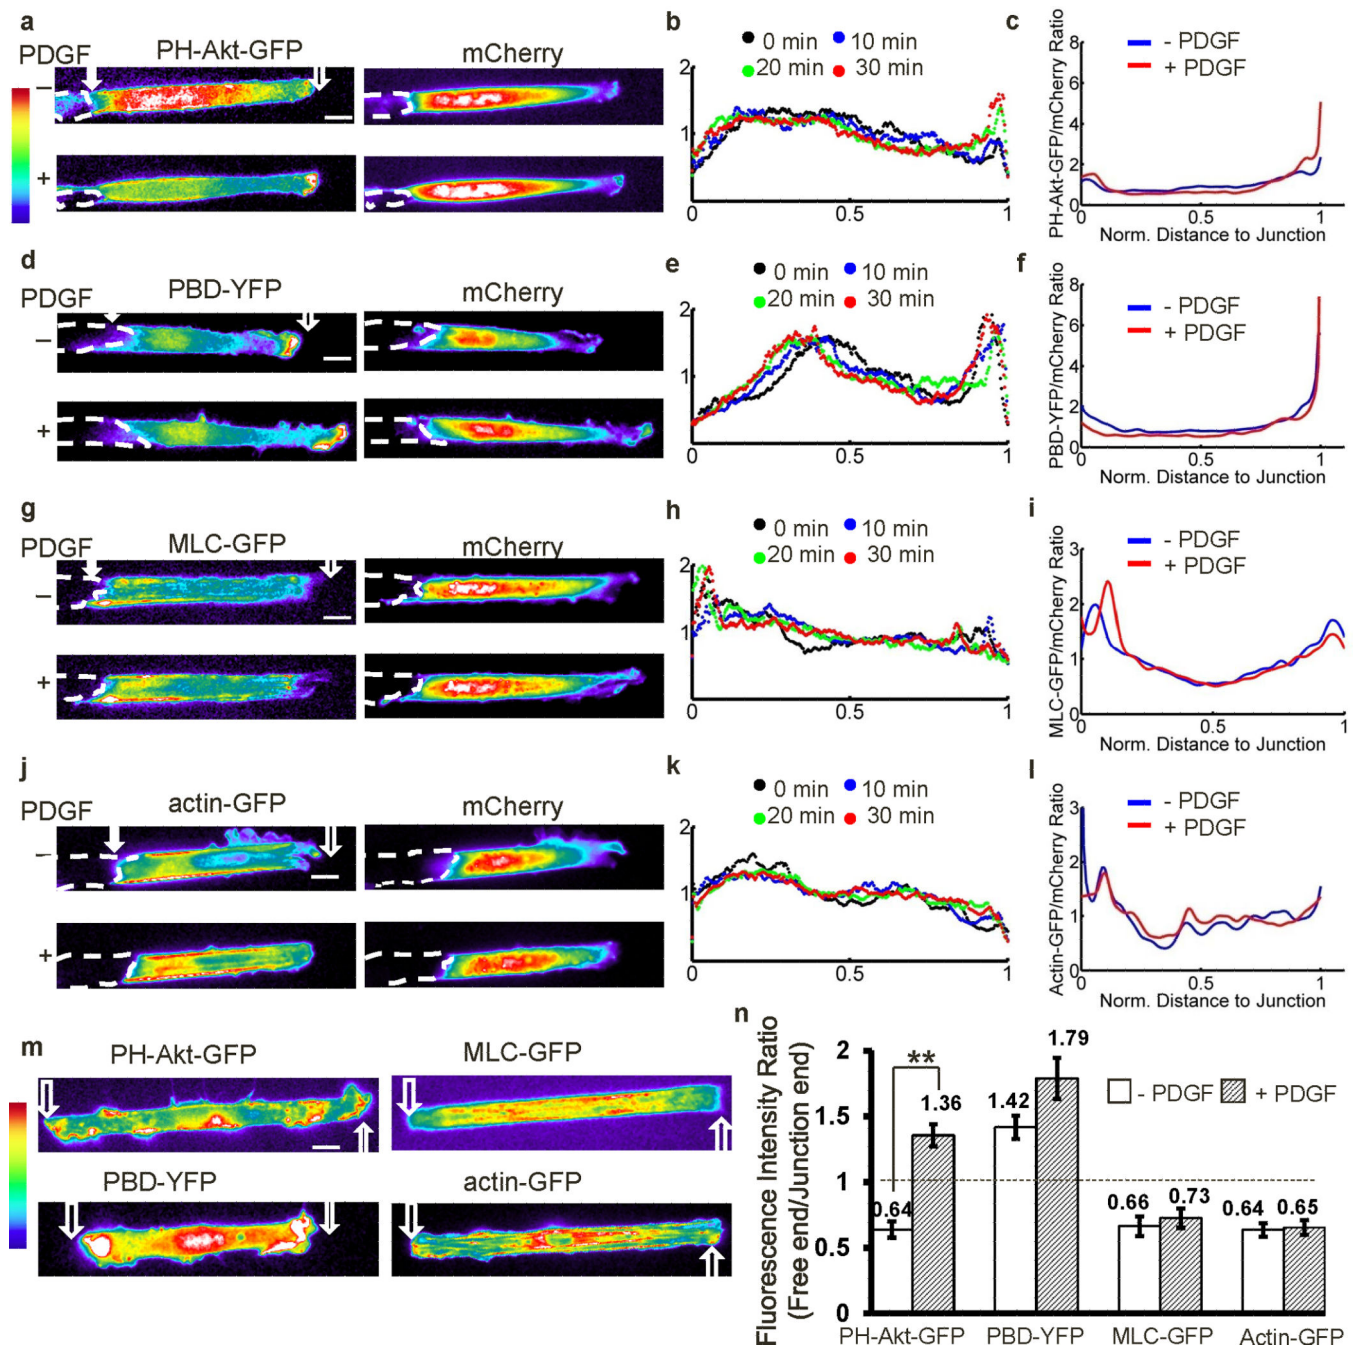 a
PDGF
PH-Akt-GFP
mCherry
−
+
b
0 min
10 min
20 min
30 min
2
1
0
0.5
1
c
PH-Akt-GFP/mCherry Ratio
- PDGF
+ PDGF
8
6
4
2
0
0
0.5
1
Norm. Distance to Junction
d
PDGF
PBD-YFP
mCherry
−
+
e
0 min
10 min
20 min
30 min
2
1
0
0.5
1
f
PBD-YFP/mCherry Ratio
- PDGF
+ PDGF
8
6
4
2
0
0
0.5
1
Norm. Distance to Junction
g
PDGF
MLC-GFP
mCherry
−
+
h
0 min
10 min
20 min
30 min
2
1
0
0.5
1
i
MLC-GFP/mCherry Ratio
- PDGF
+ PDGF
3
2
1
0
0
0.5
1
Norm. Distance to Junction
j
PDGF
actin-GFP
mCherry
−
+
k
0 min
10 min
20 min
30 min
2
1
0
0.5
1
l
Actin-GFP/mCherry Ratio
- PDGF
+ PDGF
3
2
1
0
0
0.5
1
Norm. Distance to Junction
m
PH-Akt-GFP
MLC-GFP
PBD-YFP
actin-GFP
n
Fluorescence Intensity Ratio
(Free end/Junction end)
2
1.5
1
0.5
0
- PDGF
+ PDGF
**
0.64
1.36
1.42
1.79
0.66
0.73
0.64
0.65
PH-Akt-GFP
PBD-YFP
MLC-GFP
Actin-GFP